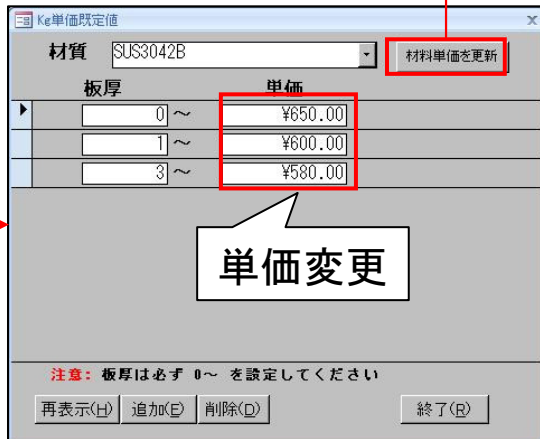 Kg単価既定値
材質 SUS3042B 材料単価を更新
板厚 単価
0 ～ ¥650.00
1 ～ ¥600.00
3 ～ ¥580.00
単価変更
注意: 板厚は必ず 0～ を設定してください
再表示(H) 追加(E) 削除(D) 終了(R)